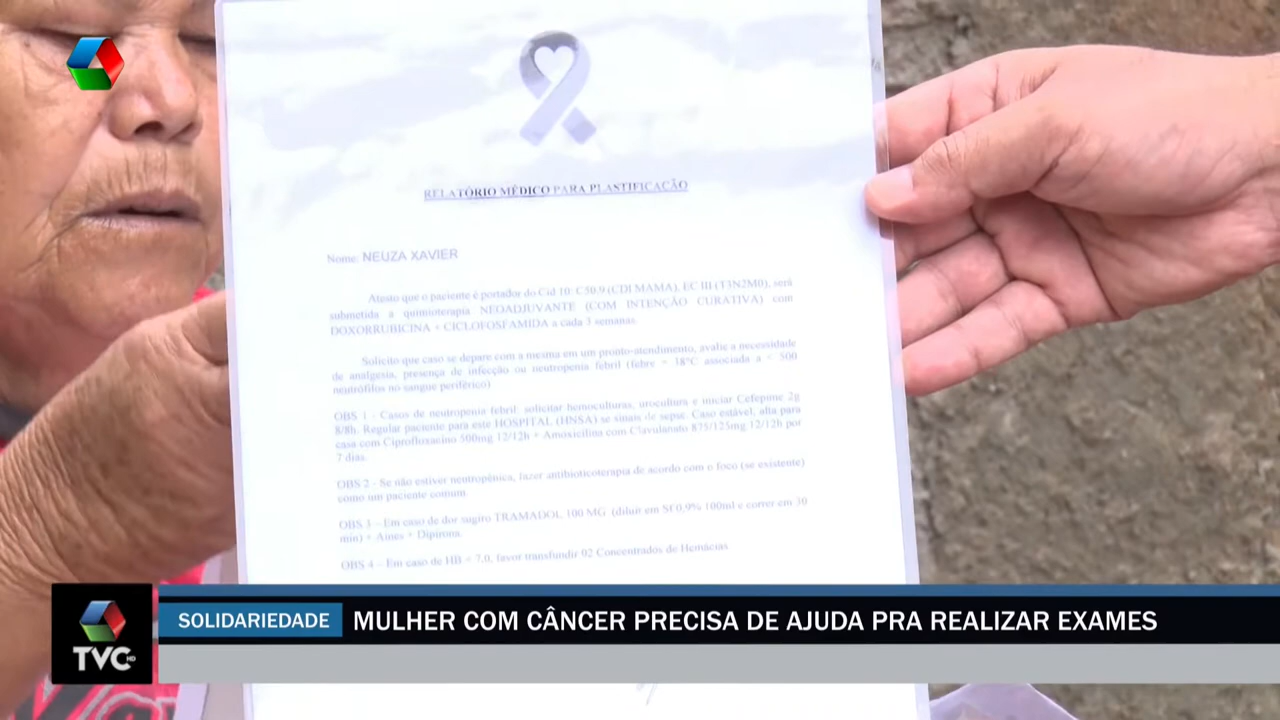 RELATÓRIO MÉDICO PARA PLASTIFICAÇÃO
Nome: NEUZA XAVIER
Atesto que o paciente é portador do Cid 10: C50.9 (CDI MAMA), EC III (T3N2M0), será
submetida a quimioterapia NEOADJUVANTE (COM INTENÇÃO CURATIVA) com
DOXORRUBICINA + CICLOFOSFAMIDA a cada 3 semanas.
Solicito que caso se depare com a mesma em um pronto-atendimento, avalie a necessidade
de analgesia, presença de infecção ou neutropenia febril (febre = 38°C associada a < 500
neutrófilos no sangue periférico)
OBS 1 - Casos de neutropenia febril: solicitar hemoculturas, urocultura e iniciar Cefepime 2g
8/8h. Regular paciente para este HOSPITAL (HNSA) se sinais de sepse. Caso estável, alta para
casa com Ciprofloxacino 500mg 12/12h + Amoxicilina com Clavulanato 875/125mg 12/12h por
7 dias.
OBS 2 - Se não estiver neutropênica, fazer antibioticoterapia de acordo com o foco (se existente)
como um paciente comum
OBS 3 – Em caso de dor sugiro TRAMADOL 100 MG (diluir em Sf 0,9% 100ml e correr em 30
min) + Aines + Dipirona.
OBS 4 – Em caso de HB < 7.0, favor transfundir 02 Concentrados de Hemácias
SOLIDARIEDADE MULHER COM CÂNCER PRECISA DE AJUDA PRA REALIZAR EXAMES
TVC HD